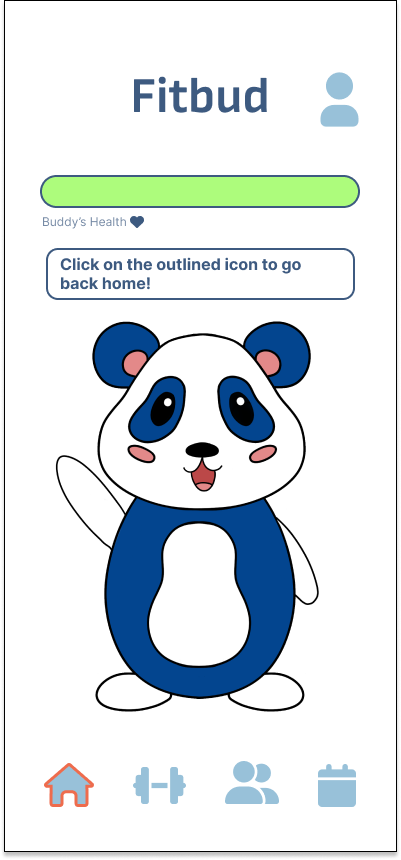 Fitbud
Buddy's Health
Click on the outlined icon to go
back home!